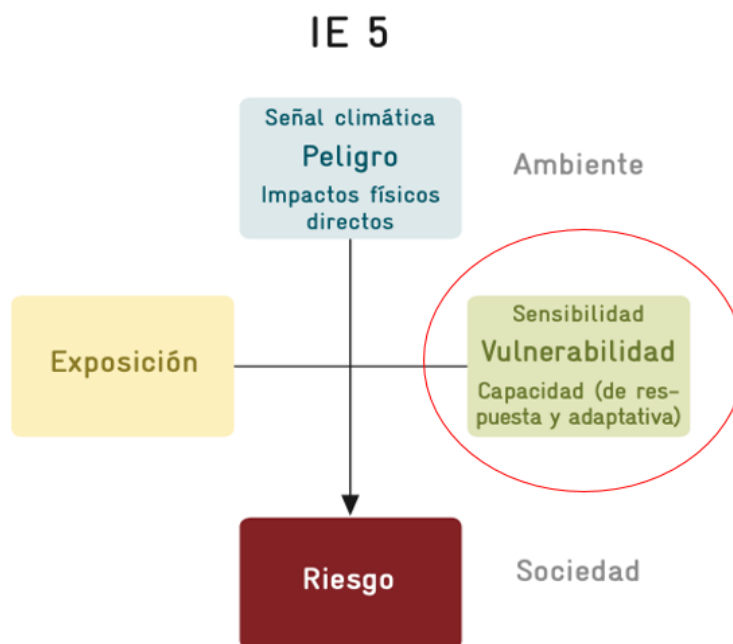 IE 5
Señal climática
Peligro
Impactos físicos
directos
Ambiente
Exposición
Sensibilidad
Vulnerabilidad
Capacidad (de res-
puesta y adaptativa)
Riesgo
Sociedad